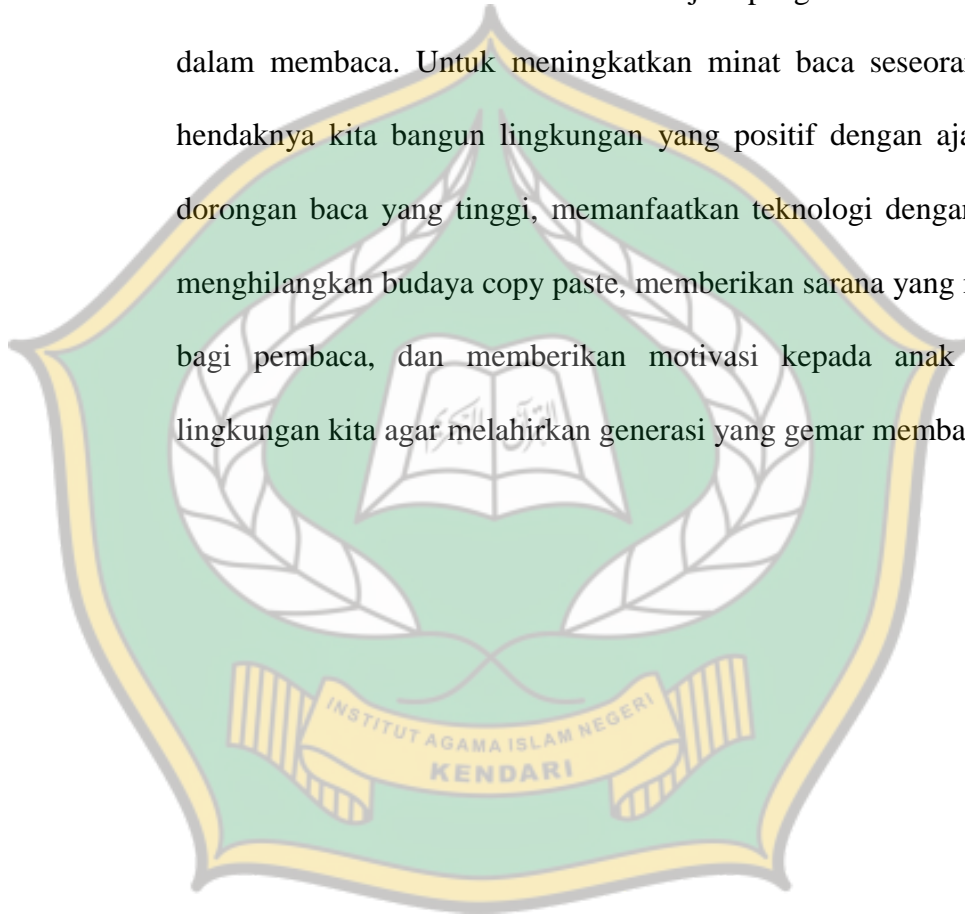 dalam membaca. Untuk meningkatkan minat baca
hendaknya kita bangun lingkungan yang positif dengan
dorongan baca yang tinggi, memanfaatkan teknologi
menghilangkan budaya copy paste, memberikan sarana yang
bagi pembaca, dan memberikan motivasi kepada anak
lingkungan kita agar melahirkan generasi yang gemar
القرآن الكريم
INSTITUT AGAMA ISLAM NEGERI
KENDARI